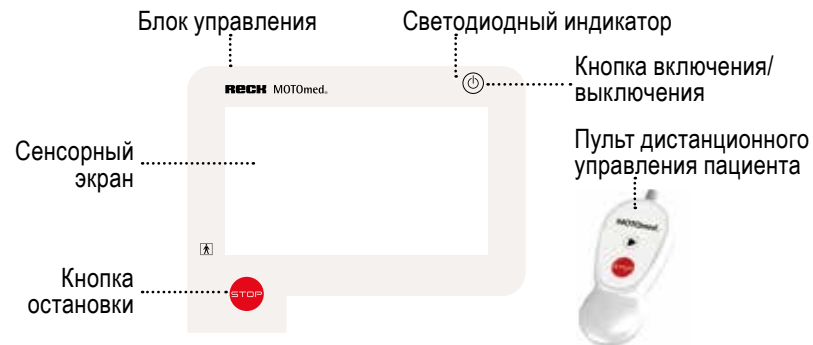 Блок управления
Светодиодный индикатор
RECK MOTOmed.
Кнопка включения/
выключения
Сенсорный
экран
Пульт дистанционного
управления пациента
MOTOmed.
STOP
Кнопка
остановки
STOP